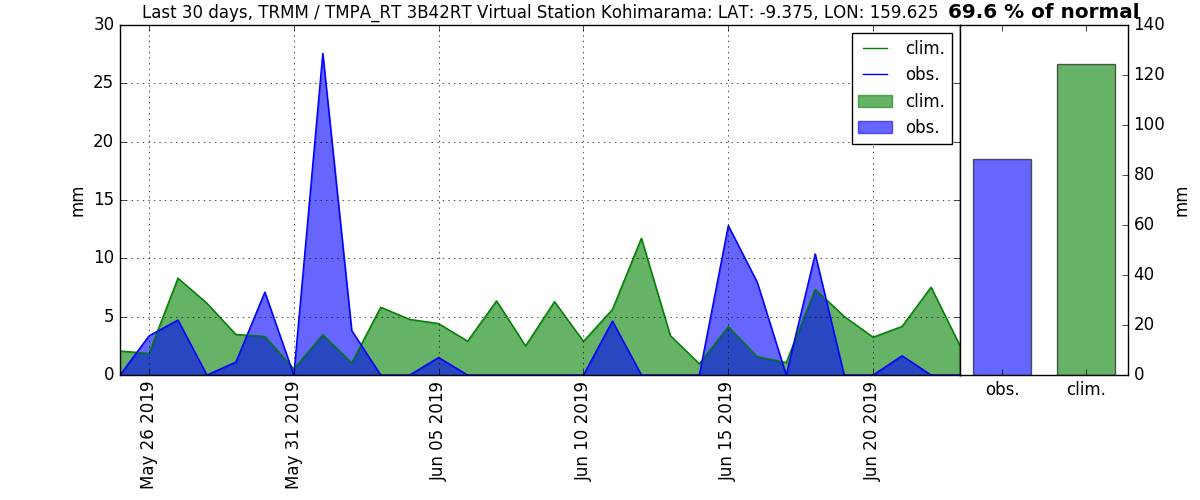 Last 30 days, TRMM / TMPA_RT 3B42RT Virtual Station Kohimarama: LAT: -9.375, LON: 159.625 69.6 % of normal
30
25
20
15
10
5
0
mm
clim.
obs.
clim.
obs.
May 26 2019
May 31 2019
Jun 05 2019
Jun 10 2019
Jun 15 2019
Jun 20 2019
140
120
100
80
60
40
20
0
mm
obs.
clim.